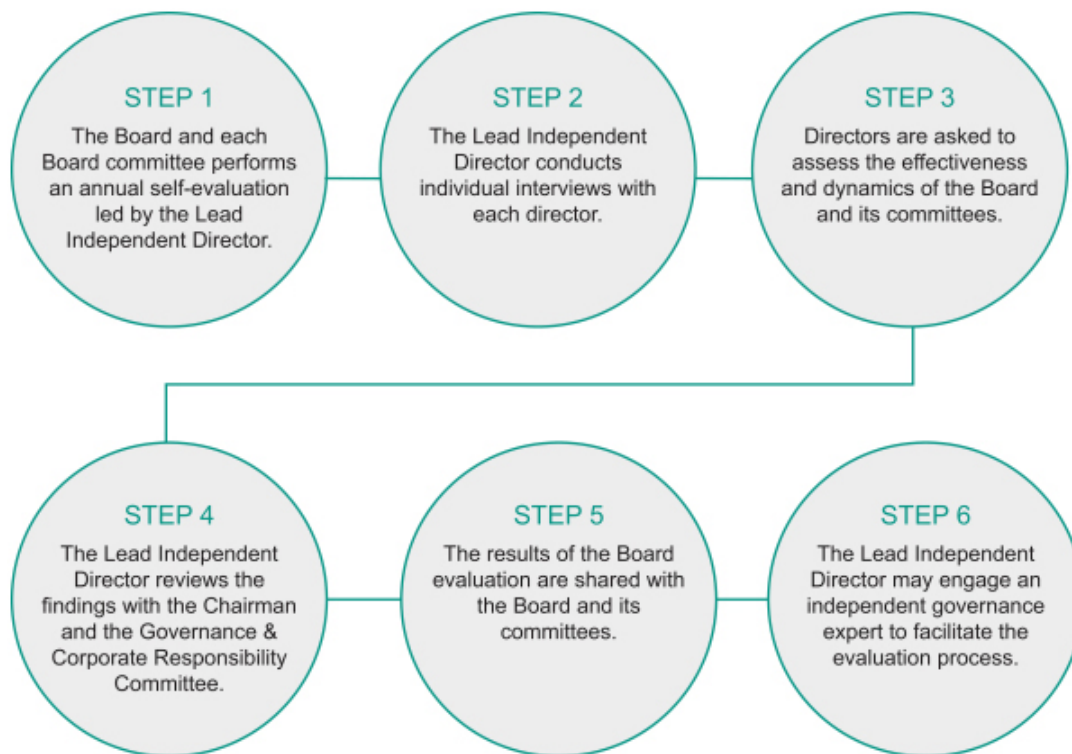 STEP 1
The Board and each
Board committee performs
an annual self-evaluation
led by the Lead
Independent Director.
STEP 2
The Lead Independent
Director conducts
individual interviews with
each director.
STEP 3
Directors are asked to
assess the effectiveness
and dynamics of the Board
and its committees.
STEP 4
The Lead Independent
Director reviews the
findings with the Chairman
and the Governance &
Corporate Responsibility
Committee.
STEP 5
The results of the Board
evaluation are shared with
the Board and its
committees.
STEP 6
The Lead Independent
Director may engage an
independent governance
expert to facilitate the
evaluation process.